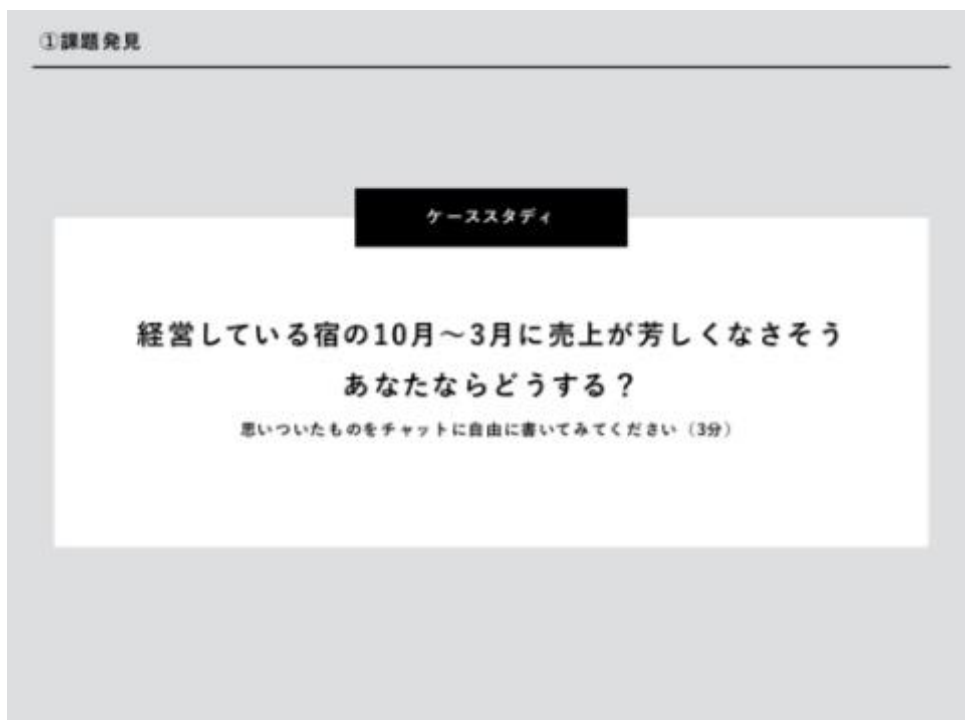 ①課題発見
ケーススタディ
経営している宿の10月〜3月に売上が芳しくなさそう
あなたならどうする？
思いついたものをチャットに自由に書いてみてください（3分）